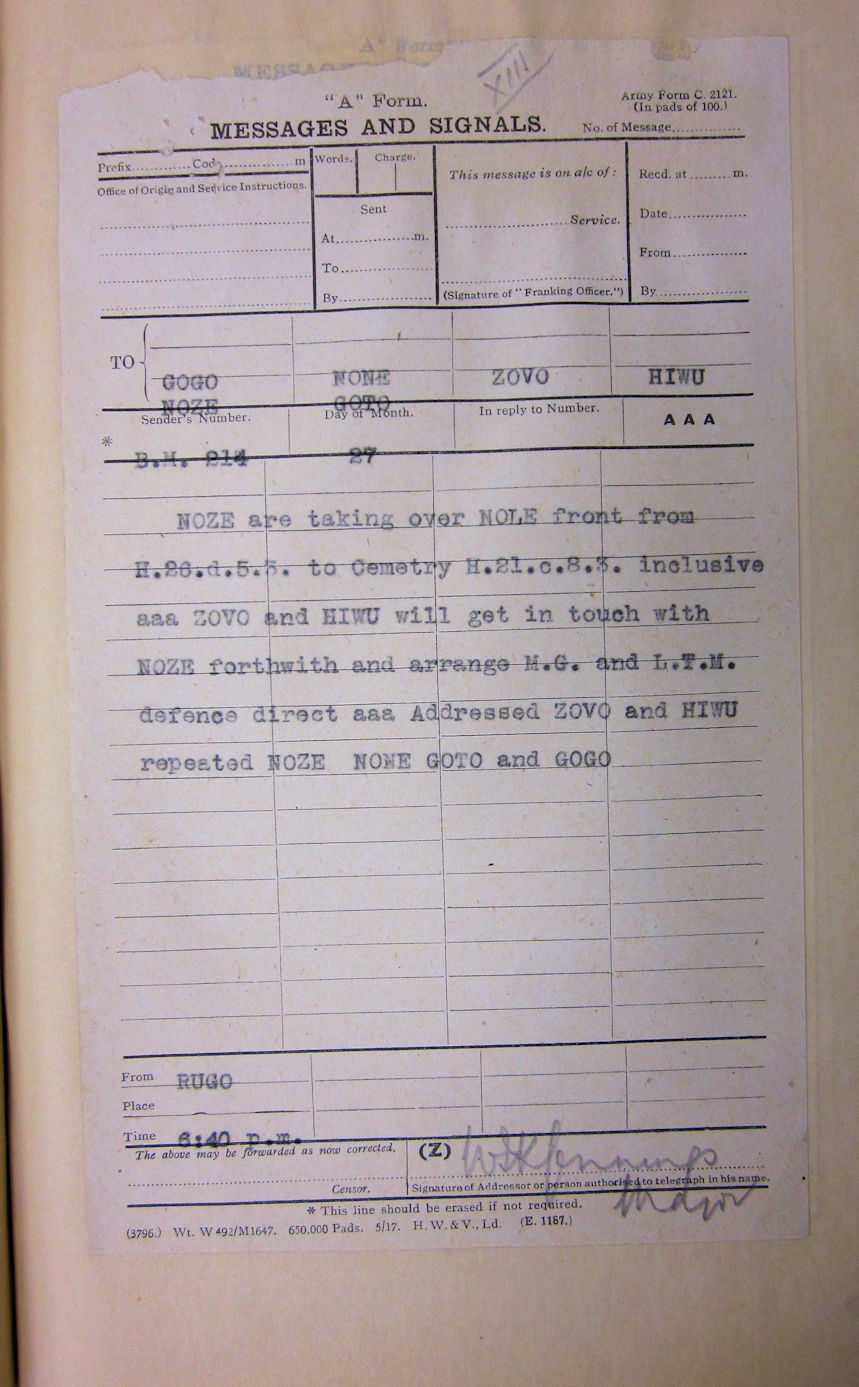 XIII
"A" Form.
Army Form C. 2121.
(In pads of 100.)
MESSAGES AND SIGNALS.
No. of Message
Prefix Code m
Words. Charge.
This message is on a/c of :
Recd. at m.
Office of Origin and Service Instructions.
Sent
Service.
Date
At m.
To
From
By
(Signature of "Franking Officer.")
By
TO
GOGO NONE ZOVO HIWU
NOZE GOTO
Sender's Number. Day of Month. In reply to Number. A A A
* B.M. 214 27
NOZE are taking over NOLE front from
H.26.d.5.5. to Cemetry H.21.c.8.3. inclusive
aaa ZOVO and HIWU will get in touch with
NOZE forthwith and arrange M.G. and L.T.M.
defence direct aaa Addressed ZOVO and HIWU
repeated NOZE NONE GOTO and GOGO
From RUGO
Place
Time 6:40 p.m.
The above may be forwarded as now corrected.
(Z) Jennings
Censor.
Signature of Addressor or person authorised to telegraph in his name.
Major
* This line should be erased if not required.
(3796.) Wt. W 492/M1647. 650,000 Pads. 5/17. H. W. & V., Ld. (E. 1187.)